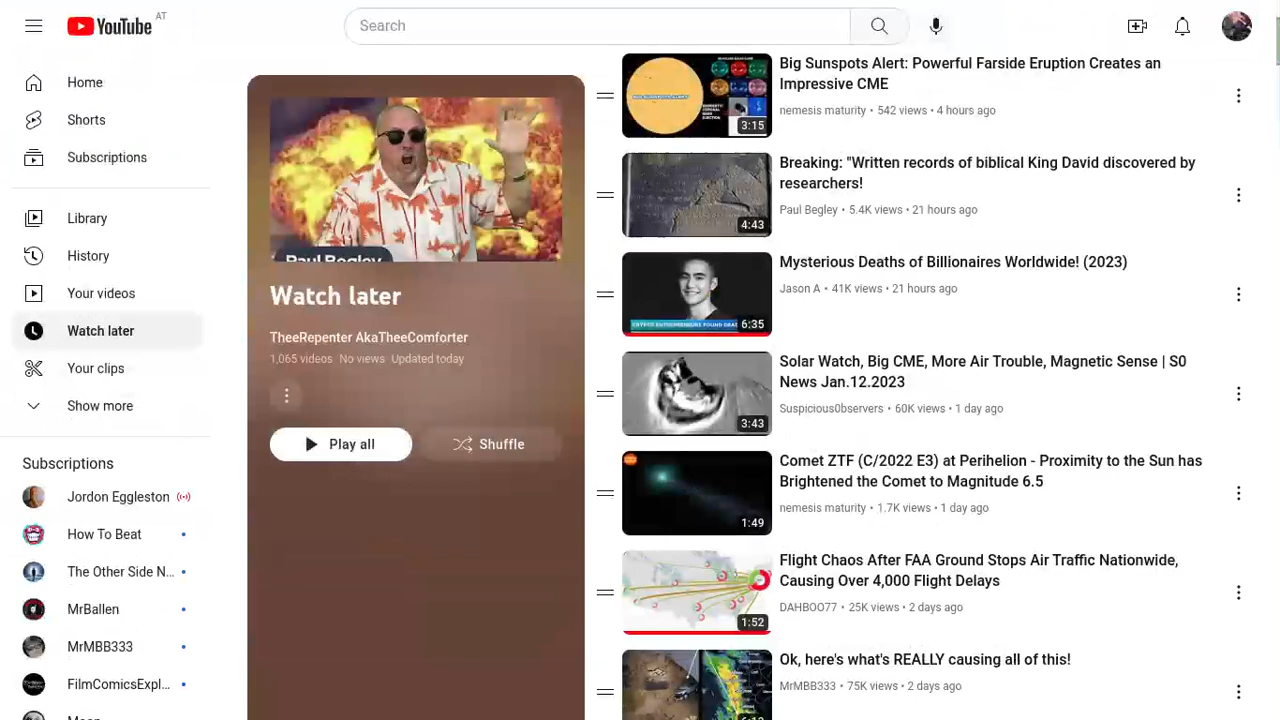 YouTube AT
Search
Home
Shorts
Subscriptions
Library
History
Your videos
Watch later
Your clips
Show more
Subscriptions
Jordon Eggleston
How To Beat
The Other Side N...
MrBallen
MrMBB333
FilmComicsExpl...
Paul Begley
Watch later
TheeRepenter AkaTheeComforter
1,065 videos No views Updated today
Play all
Shuffle
Big Sunspots Alert: Powerful Farside Eruption Creates an
Impressive CME
nemesis maturity • 542 views • 4 hours ago
3:15
Breaking: "Written records of biblical King David discovered by
researchers!
Paul Begley • 5.4K views • 21 hours ago
4:43
Mysterious Deaths of Billionaires Worldwide! (2023)
Jason A • 41K views • 21 hours ago
6:35
Solar Watch, Big CME, More Air Trouble, Magnetic Sense | S0
News Jan.12.2023
Suspicious0bservers • 60K views • 1 day ago
3:43
Comet ZTF (C/2022 E3) at Perihelion - Proximity to the Sun has
Brightened the Comet to Magnitude 6.5
nemesis maturity • 1.7K views • 1 day ago
1:49
Flight Chaos After FAA Ground Stops Air Traffic Nationwide,
Causing Over 4,000 Flight Delays
DAHBOO77 • 25K views • 2 days ago
1:52
Ok, here's what's REALLY causing all of this!
MrMBB333 • 75K views • 2 days ago